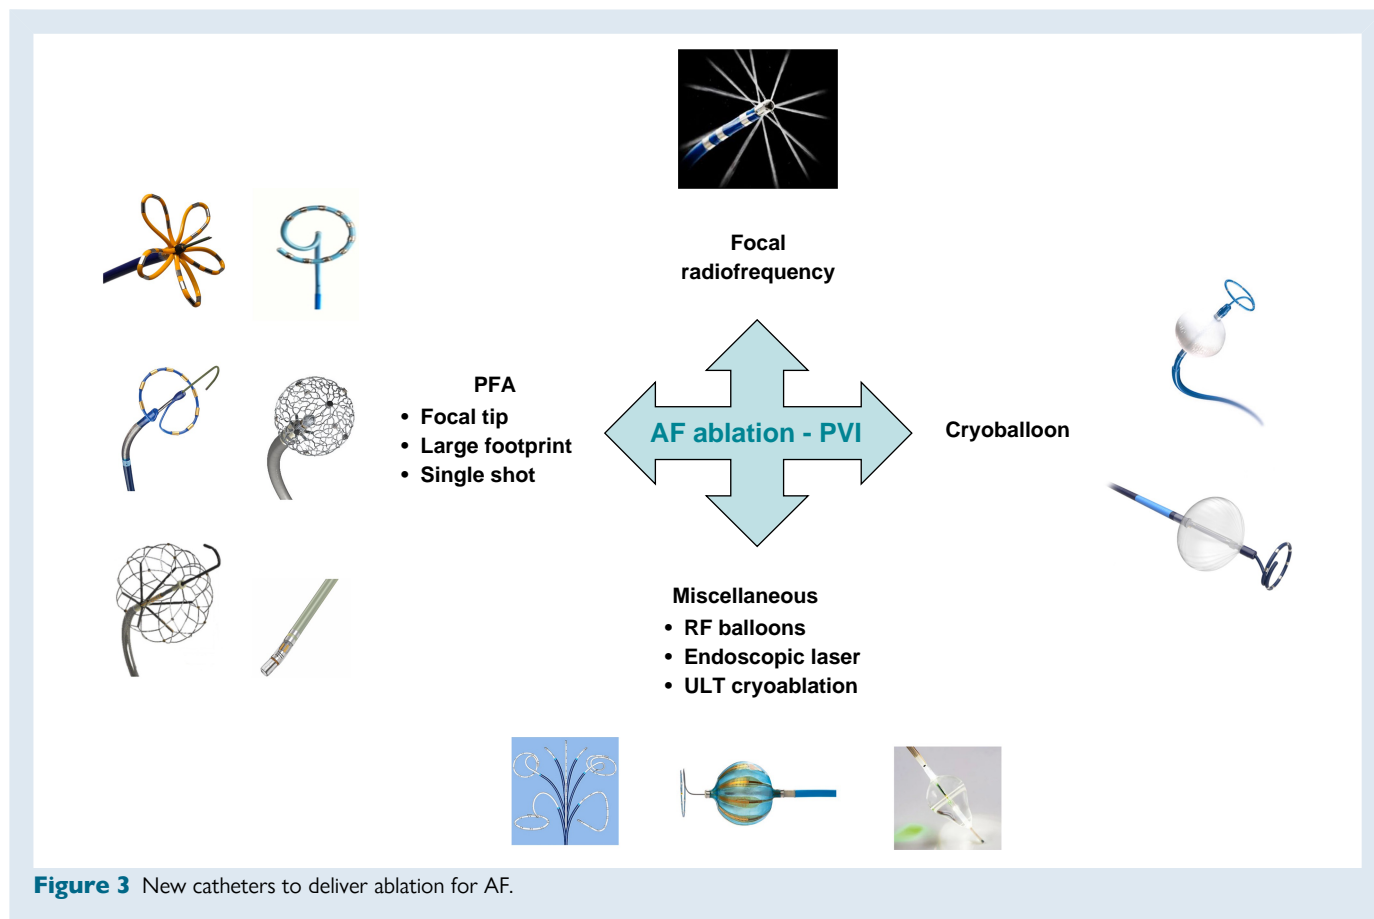 Focal
radiofrequency
PFA
• Focal tip
• Large footprint
• Single shot
AF ablation - PVI
Cryoballoon
Miscellaneous
• RF balloons
• Endoscopic laser
• ULT cryoablation
Figure 3 New catheters to deliver ablation for AF.